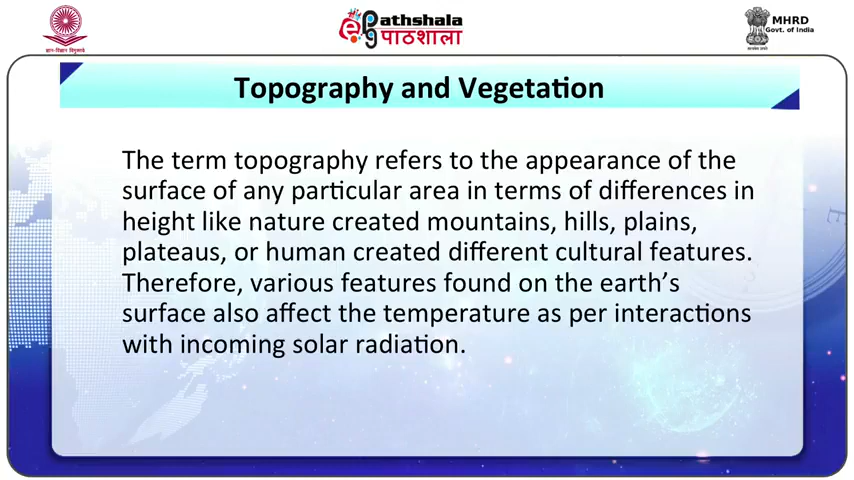 ज्ञान-विज्ञान विमुक्तये
ePathshala
पाठशाला
MHRD
Govt. of India
Topography and Vegetation
The term topography refers to the appearance of the
surface of any particular area in terms of differences in
height like nature created mountains, hills, plains,
plateaus, or human created different cultural features.
Therefore, various features found on the earth’s
surface also affect the temperature as per interactions
with incoming solar radiation.